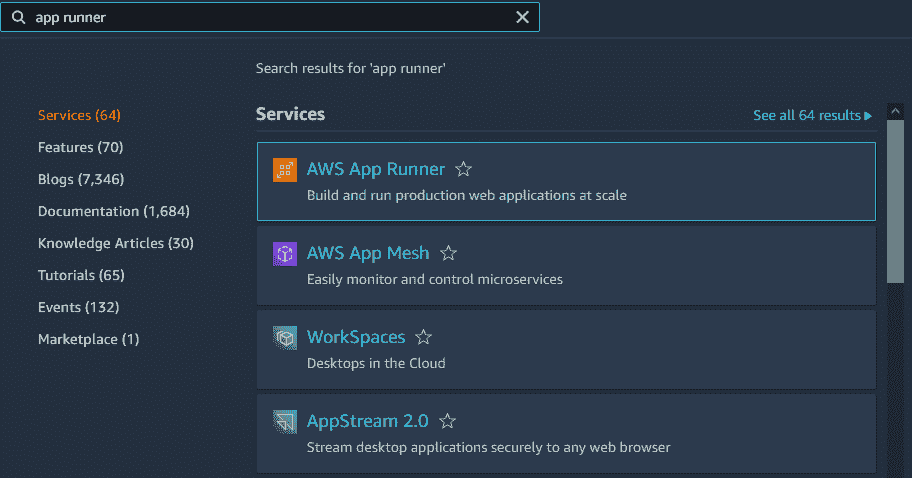 app runner
Search results for 'app runner'
Services (64)
Features (70)
Blogs (7,346)
Documentation (1,684)
Knowledge Articles (30)
Tutorials (65)
Events (132)
Marketplace (1)
Services
See all 64 results
AWS App Runner
Build and run production web applications at scale
AWS App Mesh
Easily monitor and control microservices
WorkSpaces
Desktops in the Cloud
AppStream 2.0
Stream desktop applications securely to any web browser